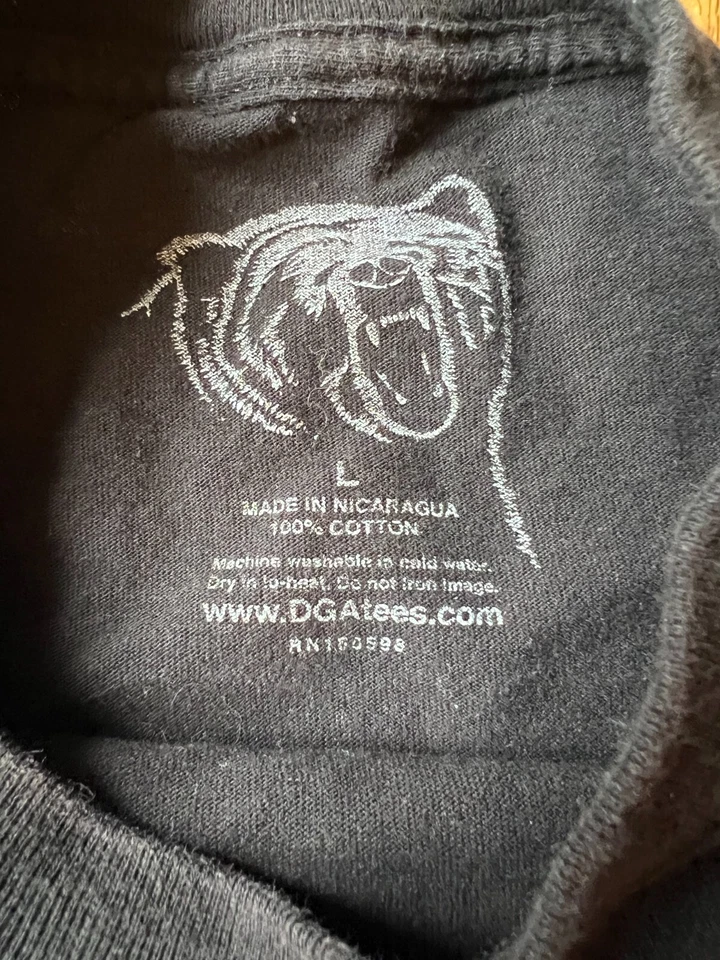 L
MADE IN NICARAGUA
100% COTTON
Machine washable in cold water.
Dry in lo-heat. Do not Iron Image.
www.DGAtees.com